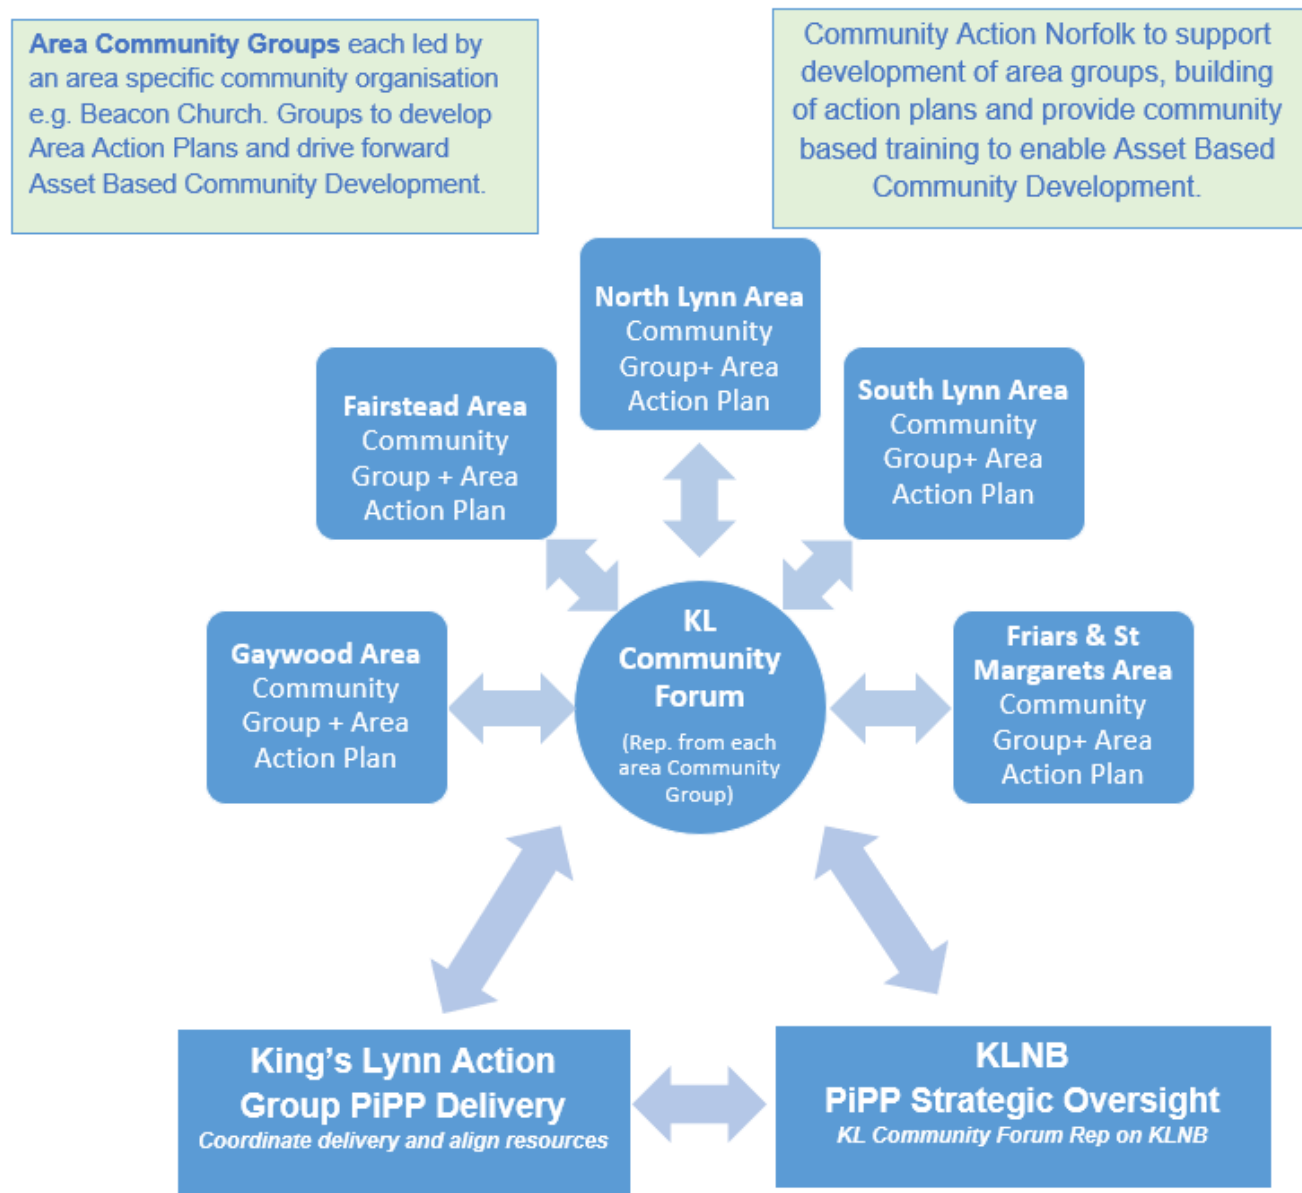 Area Community Groups each led by
an area specific community organisation
e.g. Beacon Church. Groups to develop
Area Action Plans and drive forward
Asset Based Community Development.
Community Action Norfolk to support
development of area groups, building
of action plans and provide community
based training to enable Asset Based
Community Development.
North Lynn Area
Community
Group+ Area
Action Plan
Fairstead Area
Community
Group + Area
Action Plan
South Lynn Area
Community
Group+ Area
Action Plan
Gaywood Area
Community
Group + Area
Action Plan
KL
Community
Forum
(Rep. from each
area Community
Group)
Friars & St
Margarets Area
Community
Group+ Area
Action Plan
King's Lynn Action
Group PiPP Delivery
Coordinate delivery and align resources
KLNB
PiPP Strategic Oversight
KL Community Forum Rep on KLNB